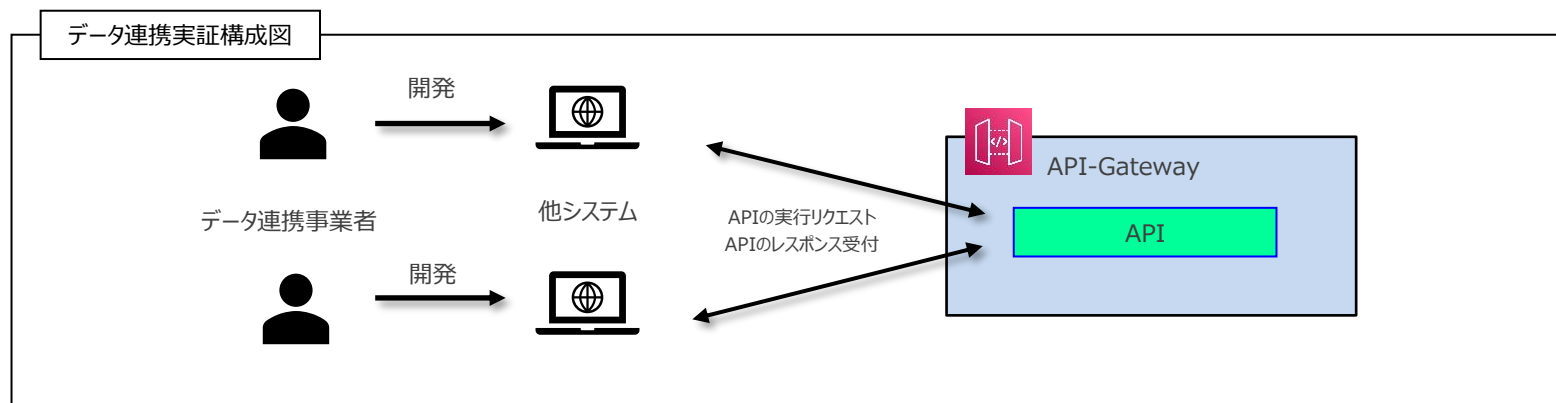 データ連携実証構成図
開発
API-Gateway
データ連携事業者
他システム
APIの実行リクエスト
APIのレスポンス受付
API
開発